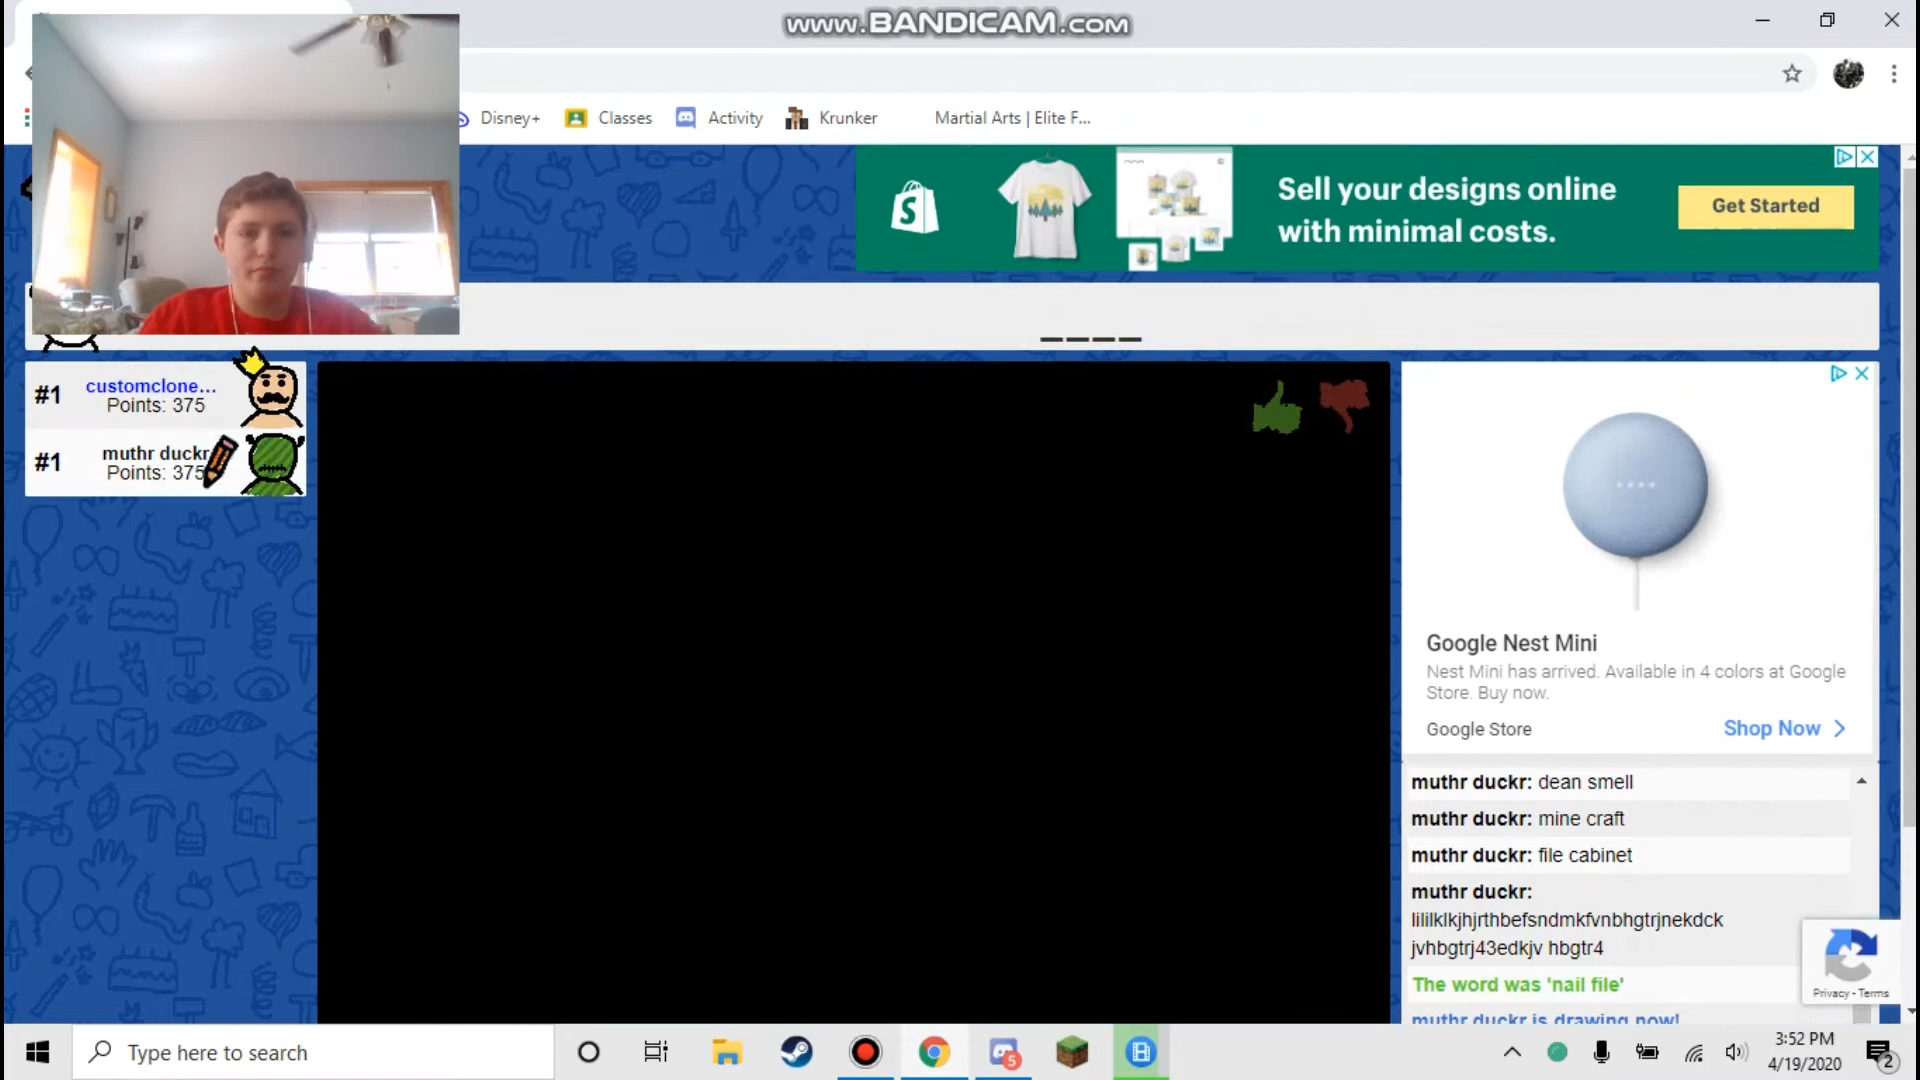 www.BANDICAM.com
Disney+
Classes
Activity
Krunker
Martial Arts | Elite F...
Sell your designs online
with minimal costs.
Get Started
#1
customclone...
Points: 375
#1
muthr duckr
Points: 375
Google Nest Mini
Nest Mini has arrived. Available in 4 colors at Google
Store. Buy now.
Google Store
Shop Now
muthr duckr: dean smell
muthr duckr: mine craft
muthr duckr: file cabinet
muthr duckr:
lililklkjhjrthbefsndmkfvnbhgtrjnekdck
jvhbgtrj43edkjv hbgtr4
The word was 'nail file'
muthr duckr is drawing now!
Privacy - Terms
Type here to search
5
3:52 PM
4/19/2020
2